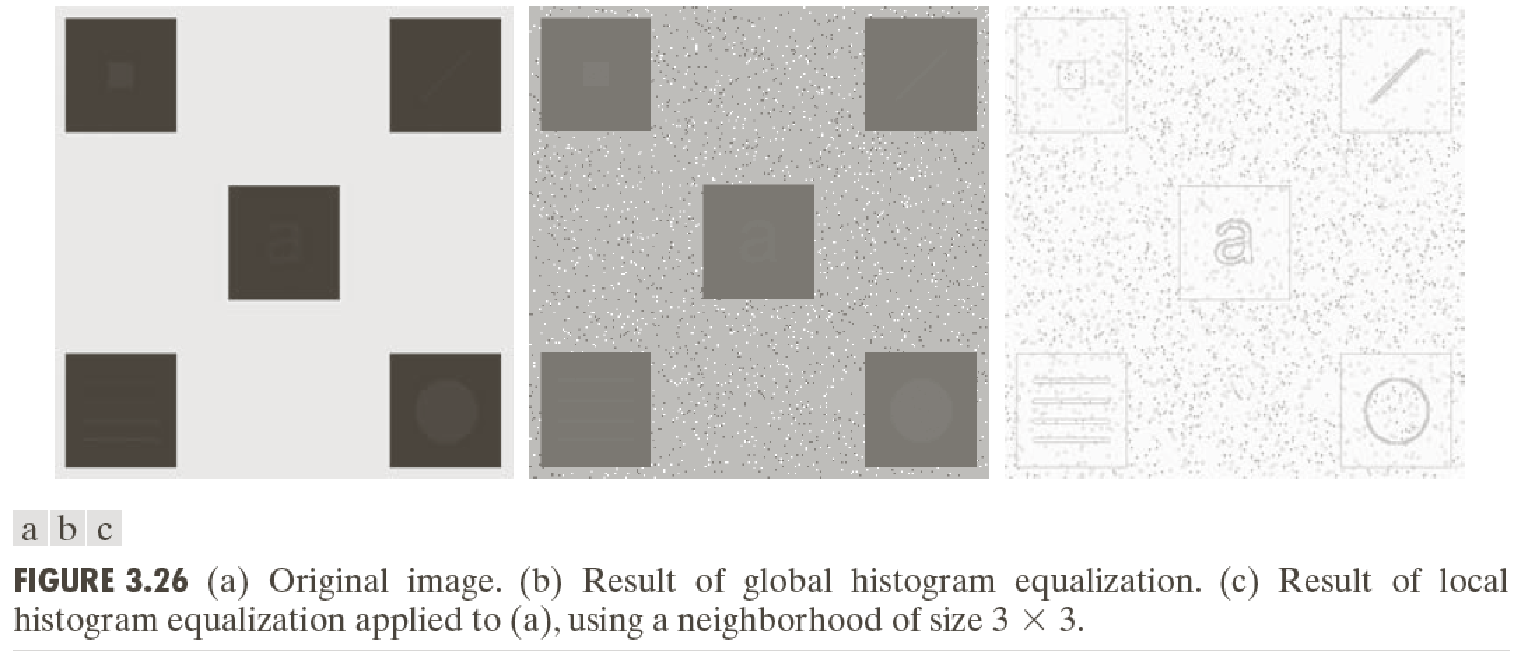 a
a
a
a b c
FIGURE 3.26 (a) Original image. (b) Result of global histogram equalization. (c) Result of local
histogram equalization applied to (a), using a neighborhood of size 3 × 3.